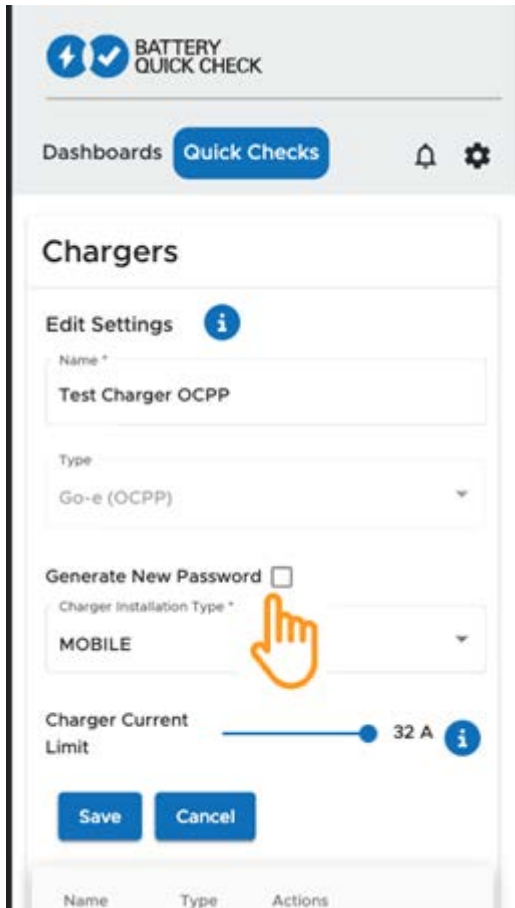 BATTERY
QUICK CHECK
Dashboards Quick Checks
Chargers
Edit Settings
Name *
Test Charger OCPP
Type
Go-e (OCPP)
Generate New Password
Charger Installation Type *
MOBILE
Charger Current
Limit
32 A
Save Cancel
Name Type Actions